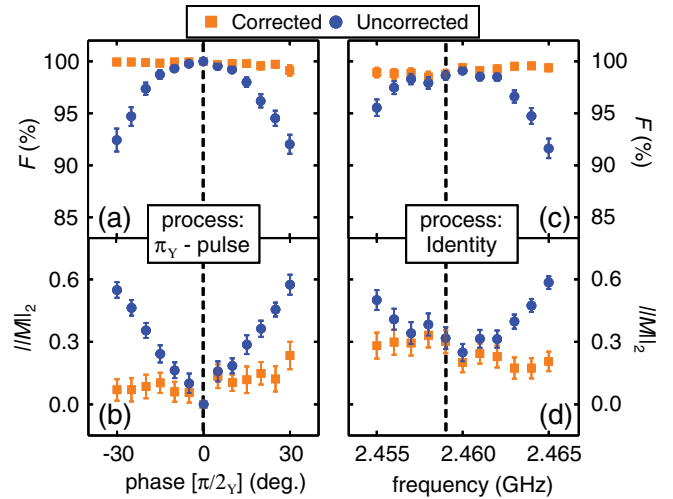 Corrected Uncorrected
100
95
90
85
F (%)
(a)
100
95
90
85
F (%)
(c)
process:
πY - pulse
process:
Identity
0.6
0.3
0.0
//M||2
(b)
0.6
0.3
0.0
//M||2
(d)
-30 0 30
phase [π/2Y] (deg.)
2.455 2.460 2.465
frequency (GHz)